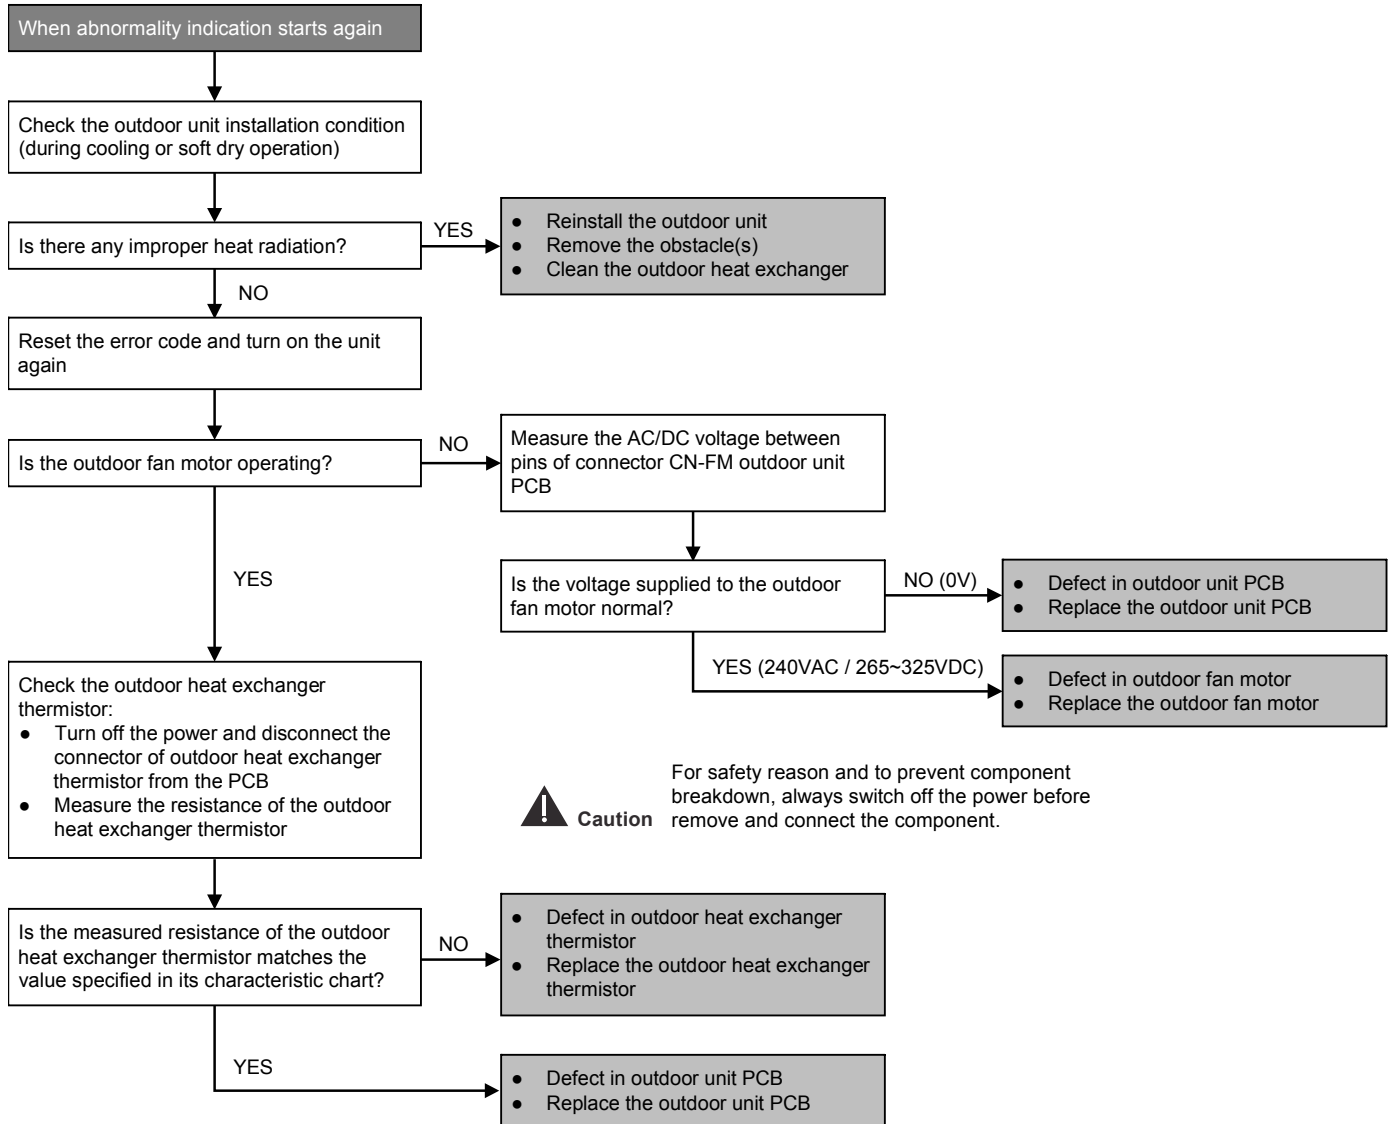 When abnormality indication starts again
Check the outdoor unit installation condition
(during cooling or soft dry operation)
Is there any improper heat radiation?
YES
● Reinstall the outdoor unit
● Remove the obstacle(s)
● Clean the outdoor heat exchanger
NO
Reset the error code and turn on the unit
again
Is the outdoor fan motor operating?
NO
Measure the AC/DC voltage between
pins of connector CN-FM outdoor unit
PCB
YES
Is the voltage supplied to the outdoor
fan motor normal?
NO (0V)
● Defect in outdoor unit PCB
● Replace the outdoor unit PCB
YES (240VAC / 265~325VDC)
● Defect in outdoor fan motor
● Replace the outdoor fan motor
Check the outdoor heat exchanger
thermistor:
● Turn off the power and disconnect the
connector of outdoor heat exchanger
thermistor from the PCB
● Measure the resistance of the outdoor
heat exchanger thermistor
Caution
For safety reason and to prevent component
breakdown, always switch off the power before
remove and connect the component.
Is the measured resistance of the outdoor
heat exchanger thermistor matches the
value specified in its characteristic chart?
NO
● Defect in outdoor heat exchanger
thermistor
● Replace the outdoor heat exchanger
thermistor
YES
● Defect in outdoor unit PCB
● Replace the outdoor unit PCB